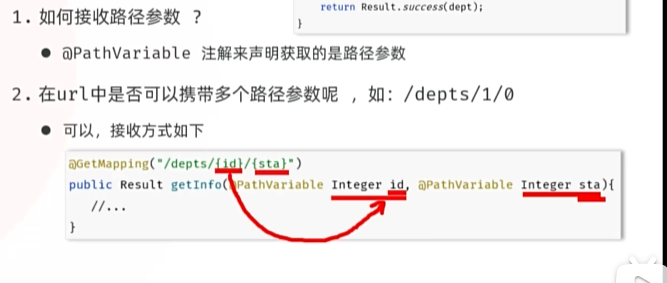 return Result.success(dept);
}
1. 如何接收路径参数 ？
● @PathVariable 注解来声明获取的是路径参数
2. 在url中是否可以携带多个路径参数呢 ，如：/depts/1/0
● 可以，接收方式如下
@GetMapping("/depts/{id}/{sta}")
public Result getInfo(@PathVariable Integer id, @PathVariable Integer sta){
//...
}